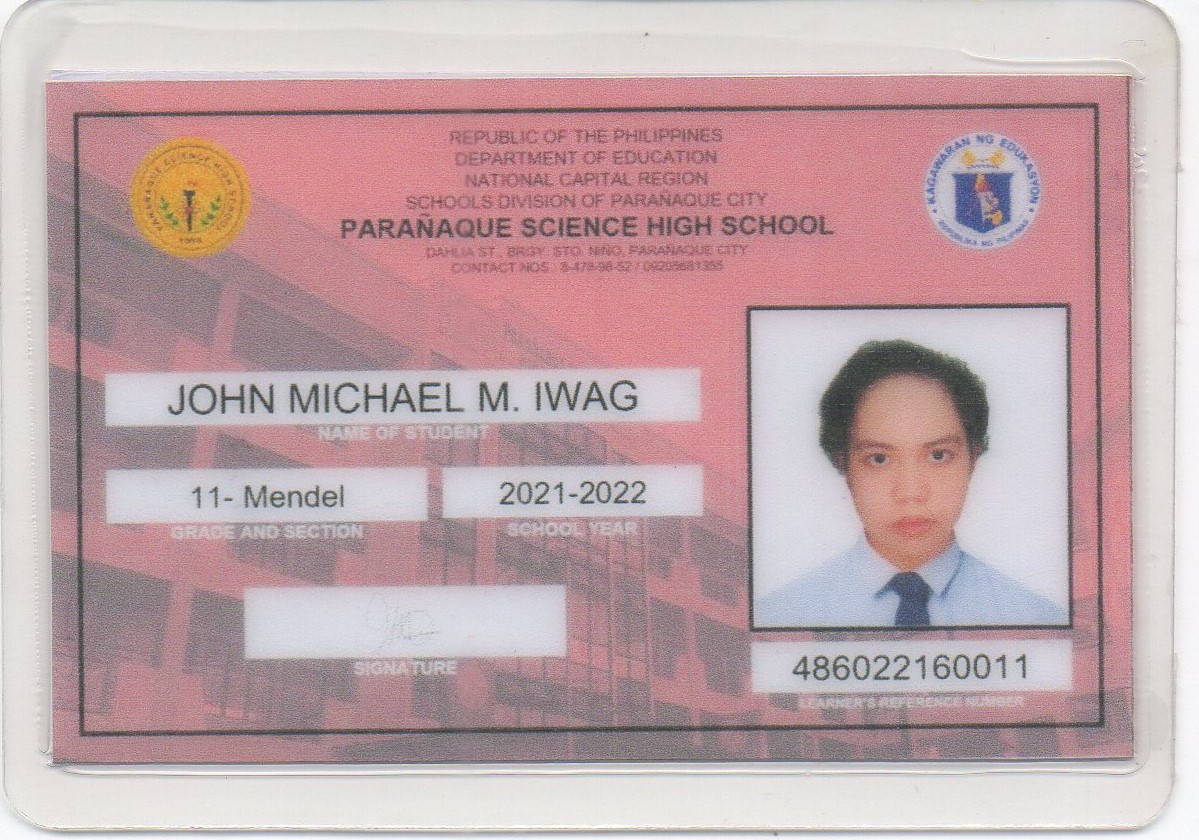 REPUBLIC OF THE PHILIPPINES
DEPARTMENT OF EDUCATION
NATIONAL CAPITAL REGION
SCHOOLS DIVISION OF PARAÑAQUE CITY
PARAÑAQUE SCIENCE HIGH SCHOOL
DAHLIA ST., BRGY. STO. NIÑO, PARAÑAQUE CITY
CONTACT NOS : 8-478-98-52 / 09205681355
PARAÑAQUE SCIENCE HIGH SCHOOL
KAGAWARAN NG EDUKASYON
REPUBLIKA NG PILIPINAS
JOHN MICHAEL M. IWAG
NAME OF STUDENT
11- Mendel
2021-2022
GRADE AND SECTION
SCHOOL YEAR
SIGNATURE
486022160011
LEARNER'S REFERENCE NUMBER